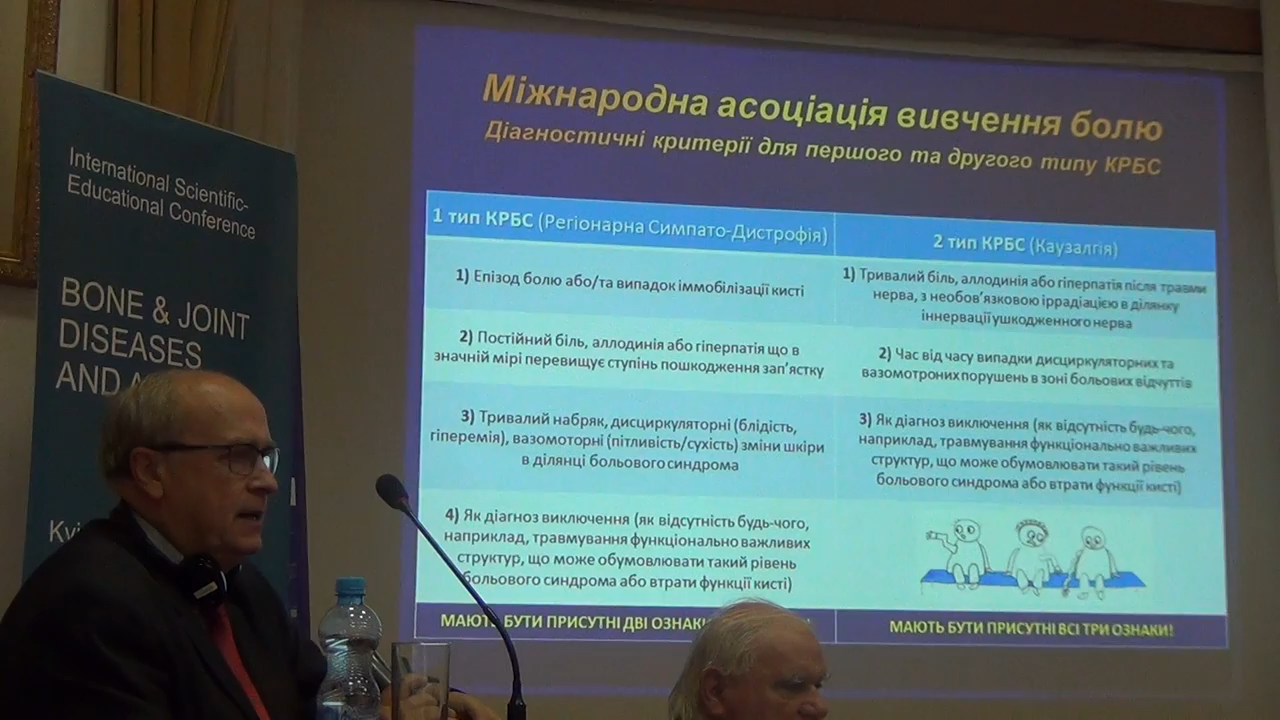 International Scientific-
Educational Conference
BONE & JOINT
DISEASES
AND
Міжнародна асоціація вивчення болю
Діагностичні критерії для першого та другого типу КРБС
1 тип КРБС (Регіонарна Симпато-Дистрофія)
1) Епізод болю або/та випадок іммобілізації кисті
2) Постійний біль, аллодинія або гіперпатія що в
значній мірі перевищує ступінь пошкодження зап’ястку
3) Тривалий набряк, дисциркуляторні (блідість,
гіперемія), вазомоторні (пітливість/сухість) зміни шкіри
в ділянці больового синдрома
4) Як діагноз виключення (як відсутність будь-чого,
наприклад, травмування функціонально важливих
структур, що може обумовлювати такий рівень
больового синдрома або втрати функції кисті)
МАЮТЬ БУТИ ПРИСУТНІ ДВІ
2 тип КРБС (Каузалгія)
1) Тривалий біль, аллодинія або гіперпатія після травми
нерва, з необов’язковою іррадіацією в ділянку
іннервації ушкодженного нерва
2) Час від часу випадки дисциркуляторних та
вазомотроних порушень в зоні больових відчуттів
3) Як діагноз виключення (як відсутність будь-чого,
наприклад, травмування функціонально важливих
структур, що може обумовлювати такий рівень
больового синдрома або втрати функції кисті)
МАЮТЬ БУТИ ПРИСУТНІ ВСІ ТРИ ОЗНАКИ!